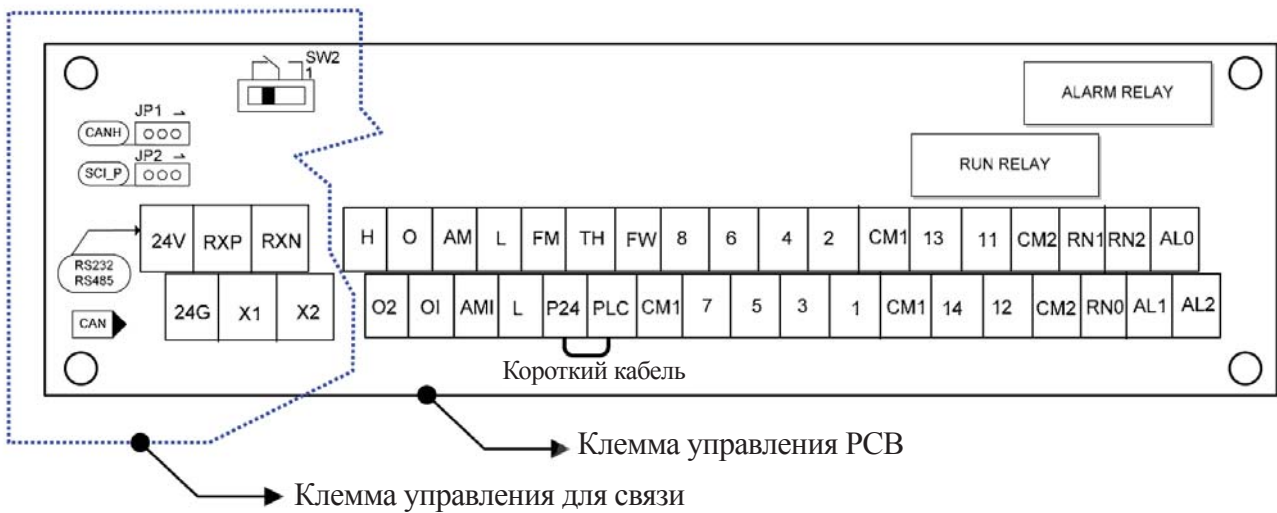 SW2
1
ALARM RELAY
JP1
CANH
RUN RELAY
JP2
SCI_P
24V RXP RXN
H O AM L FM TH FW 8 6 4 2 CM1 13 11 CM2 RN1 RN2 AL0
RS232
RS485
24G X1 X2
O2 OI AMI L P24 PLC CM1 7 5 3 1 CM1 14 12 CM2 RN0 AL1 AL2
CAN
Короткий кабель
Клемма управления PCB
Клемма управления для связи